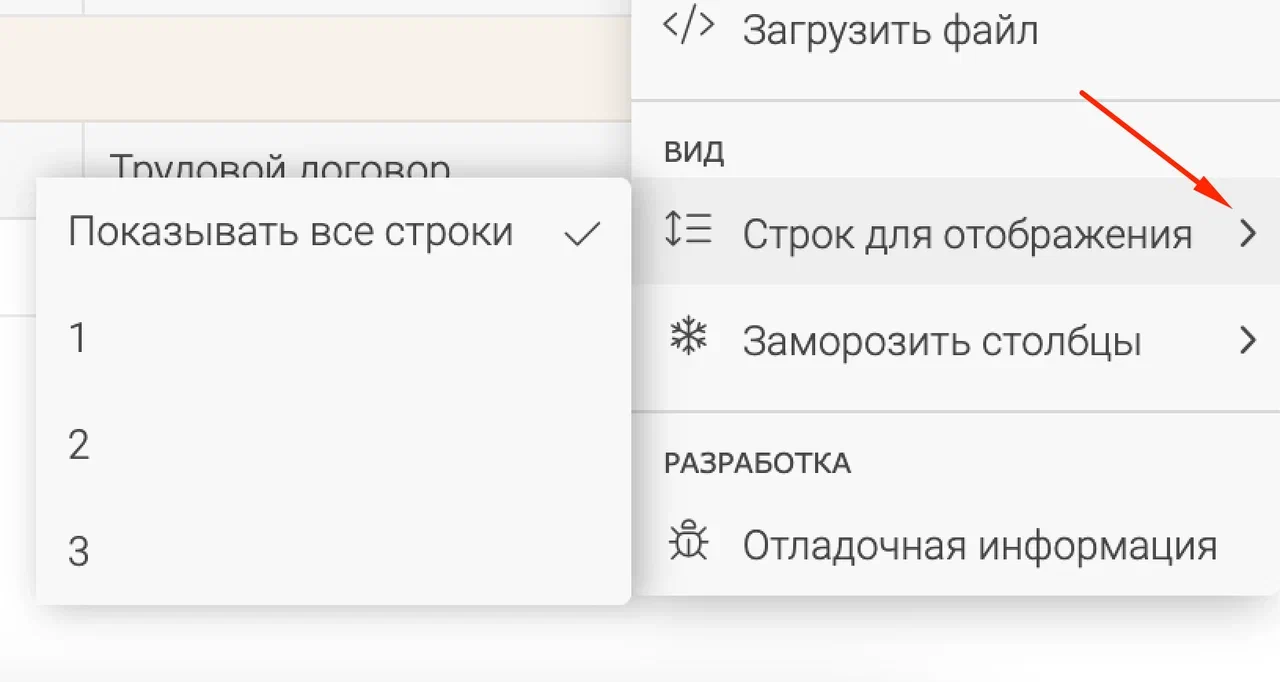 Загрузить файл
ВИД
Трудовой договор
Показывать все строки
Строк для отображения
1
Заморозить столбцы
2
РАЗРАБОТКА
3
Отладочная информация